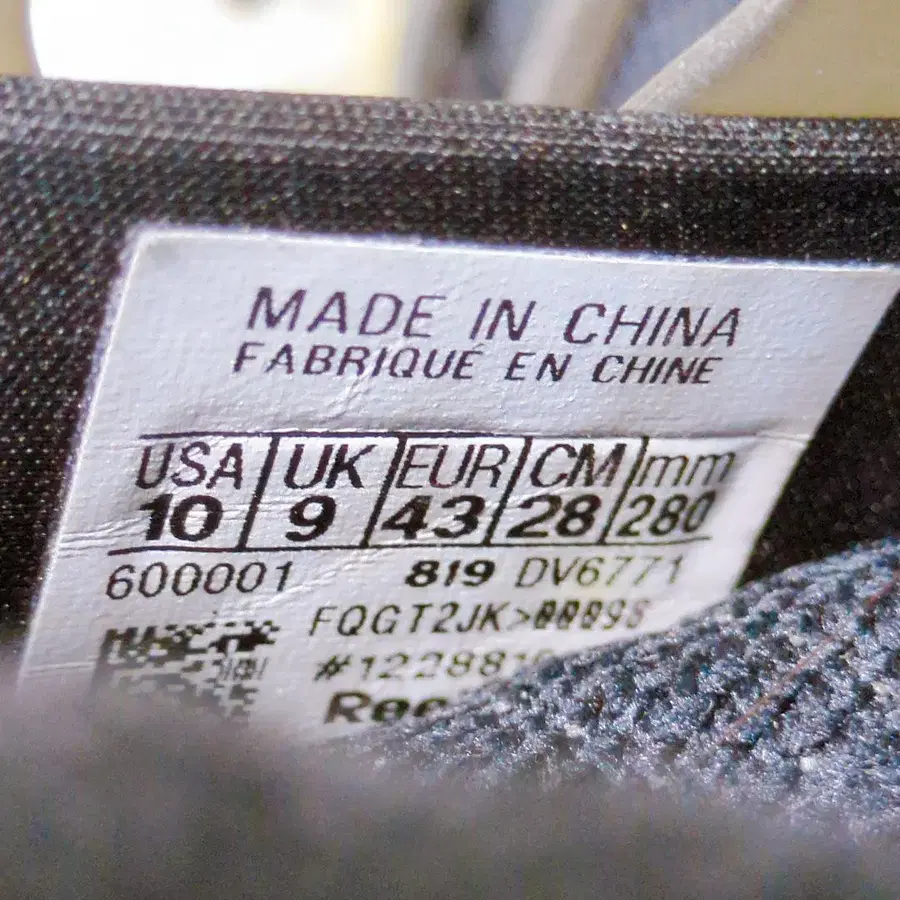 MADE IN CHINA
FABRIQUÉ EN CHINE
USA UK EUR CM mm
10 9 43 28 280
600001 819 DV6771
FQGT2JK>00098